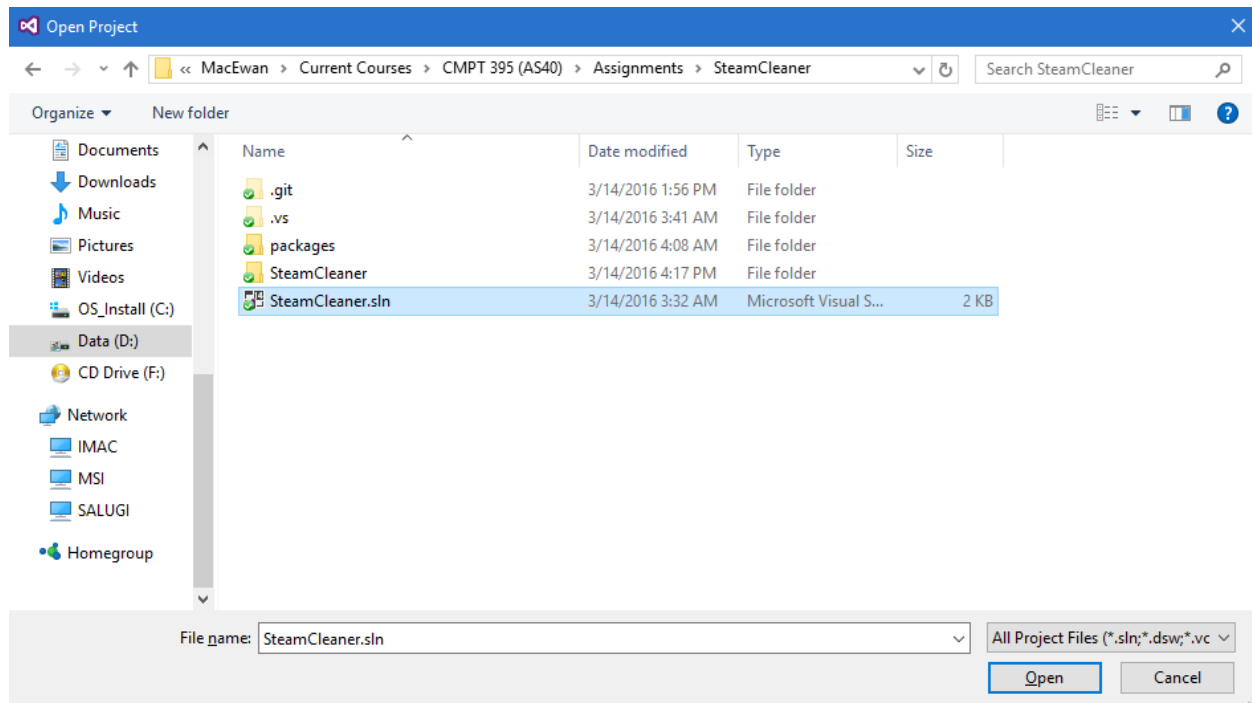 Open Project
« MacEwan > Current Courses > CMPT 395 (AS40) > Assignments > SteamCleaner
Search SteamCleaner
Organize New folder
Name Date modified Type Size
Documents
Downloads
Music
Pictures
Videos
OS_Install (C:)
Data (D:)
CD Drive (F:)
Network
IMAC
MSI
SALUGI
Homegroup
.git 3/14/2016 1:56 PM File folder
.vs 3/14/2016 3:41 AM File folder
packages 3/14/2016 4:08 AM File folder
SteamCleaner 3/14/2016 4:17 PM File folder
SteamCleaner.sln 3/14/2016 3:32 AM Microsoft Visual S... 2 KB
File name: SteamCleaner.sln All Project Files (*.sln;*.dsw;*.vc
Open Cancel